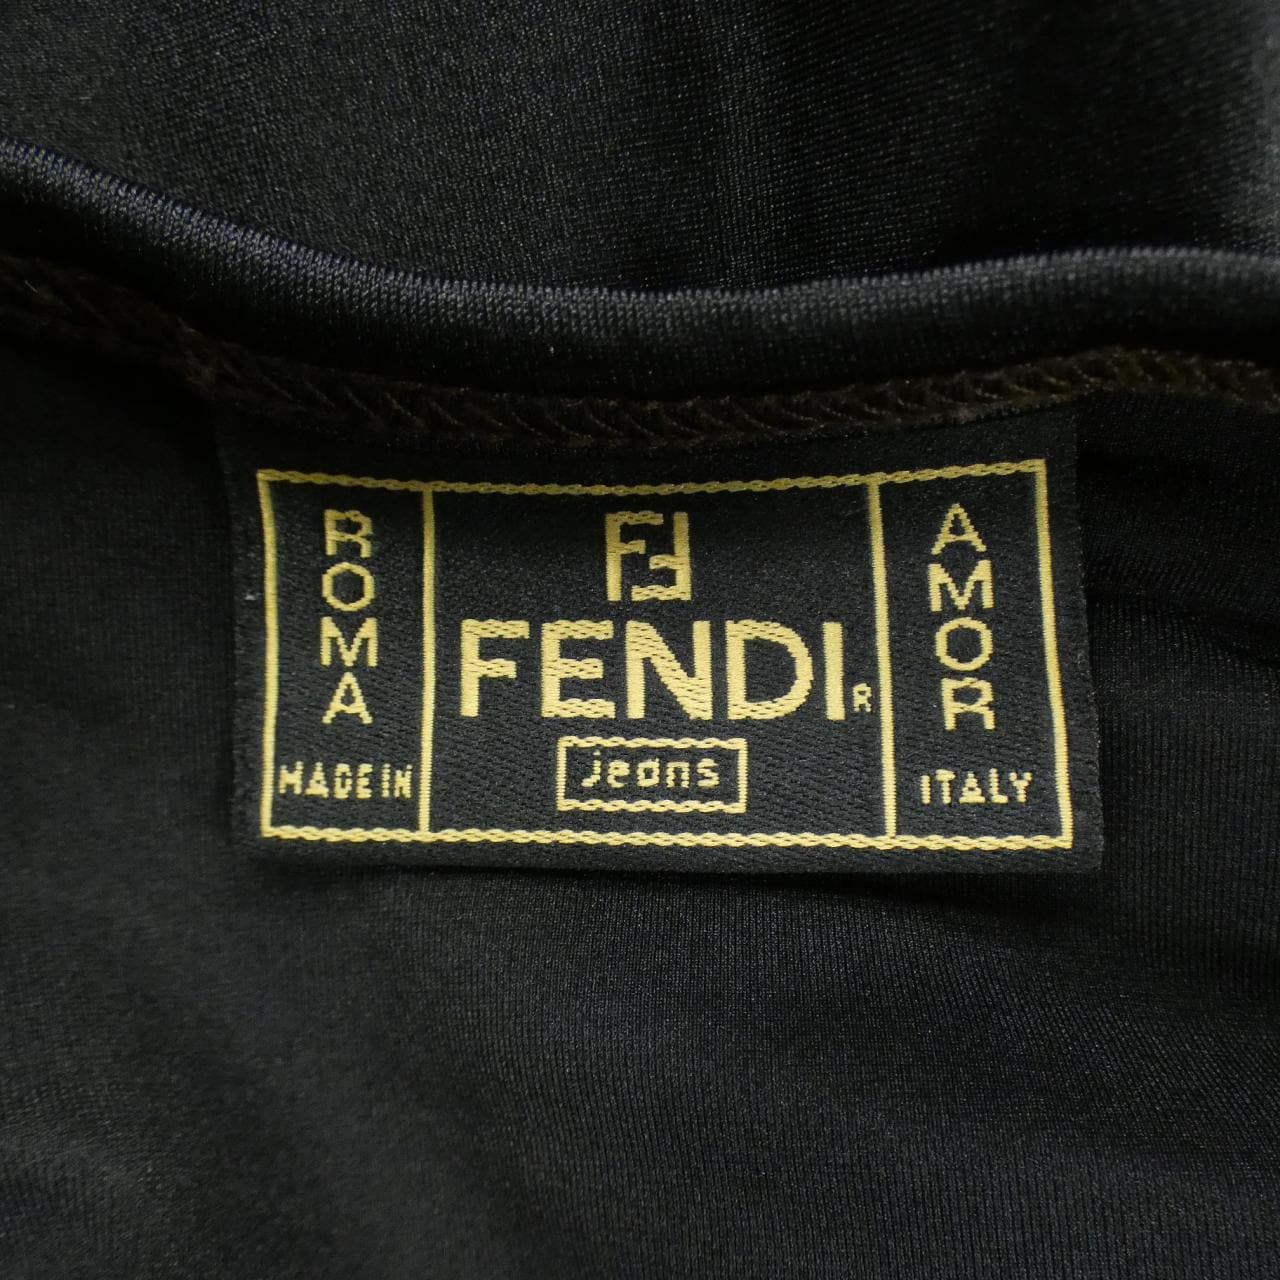 ROMA
MADE IN
FF
FENDI R
jeans
AMOR
ITALY